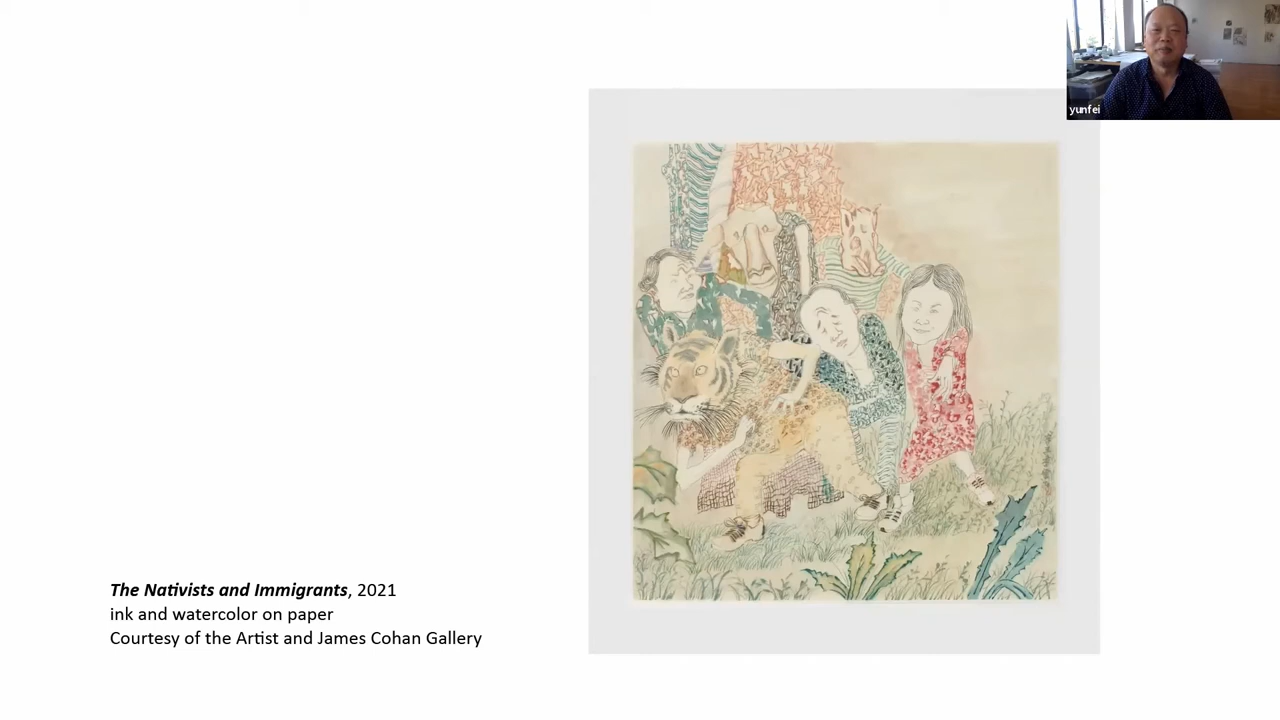 yunfei
The Nativists and Immigrants, 2021
ink and watercolor on paper
Courtesy of the Artist and James Cohan Gallery